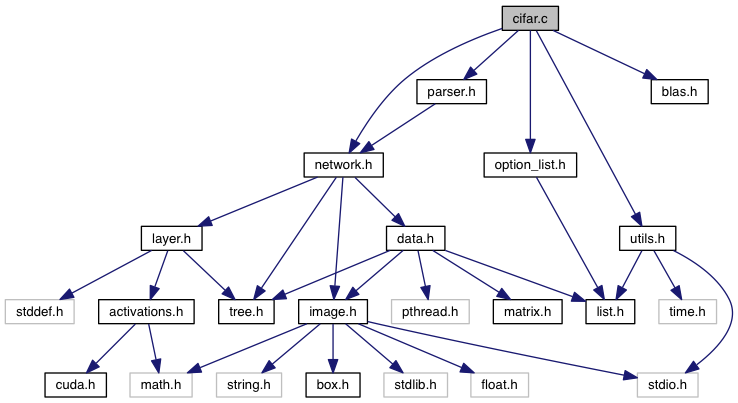 cifar.c
parser.h
blas.h
network.h
option_list.h
layer.h
data.h
utils.h
stddef.h
activations.h
tree.h
image.h
pthread.h
matrix.h
list.h
time.h
cuda.h
math.h
string.h
box.h
stdlib.h
float.h
stdio.h